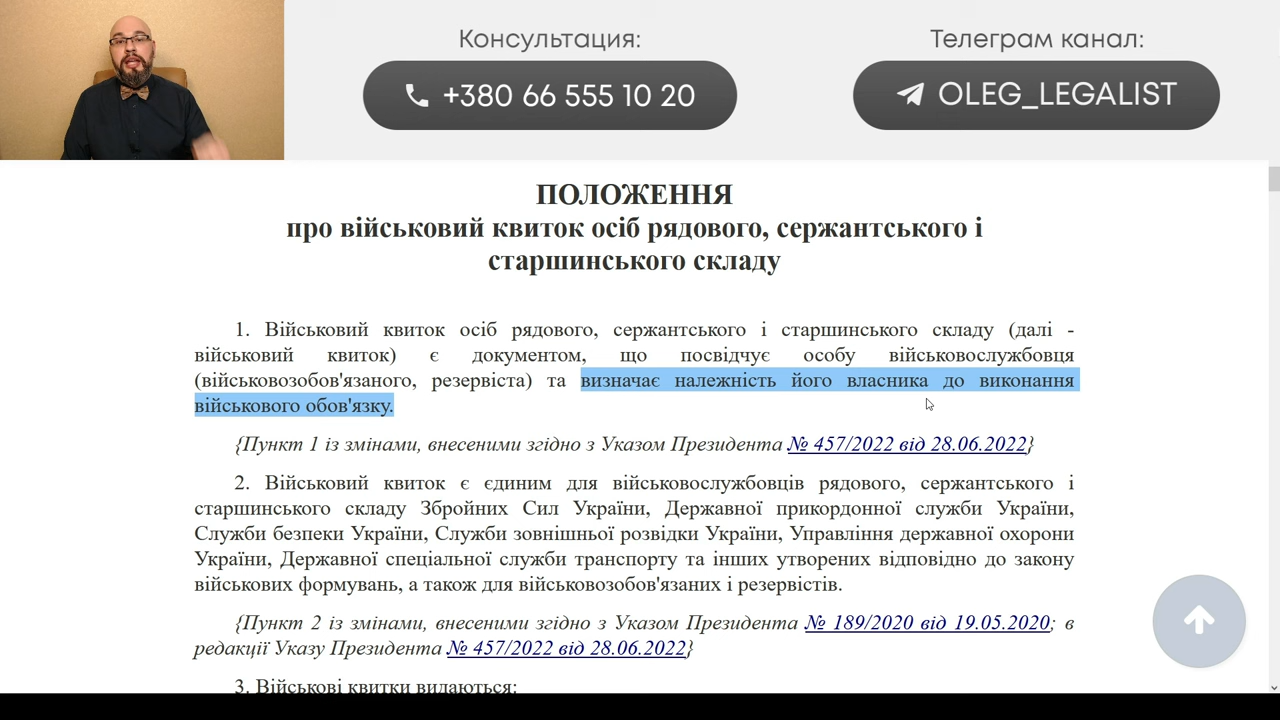 Консультация:
+380 66 555 10 20
Телеграм канал:
OLEG_LEGALIST
ПОЛОЖЕННЯ
про військовий квиток осіб рядового, сержантського і
старшинського складу
1. Військовий квиток осіб рядового, сержантського і старшинського складу (далі -
військовий квиток) є документом, що посвідчує особу військовослужбовця
(військовозобов'язаного, резервіста) та визначає належність його власника до виконання
військового обов'язку.
{Пункт 1 із змінами, внесеними згідно з Указом Президента № 457/2022 від 28.06.2022}
2. Військовий квиток є єдиним для військовослужбовців рядового, сержантського і
старшинського складу Збройних Сил України, Державної прикордонної служби України,
Служби безпеки України, Служби зовнішньої розвідки України, Управління державної охорони
України, Державної спеціальної служби транспорту та інших утворених відповідно до закону
військових формувань, а також для військовозобов'язаних і резервістів.
{Пункт 2 із змінами, внесеними згідно з Указом Президента № 189/2020 від 19.05.2020; в
редакції Указу Президента № 457/2022 від 28.06.2022}
3. Військові квитки видаються: